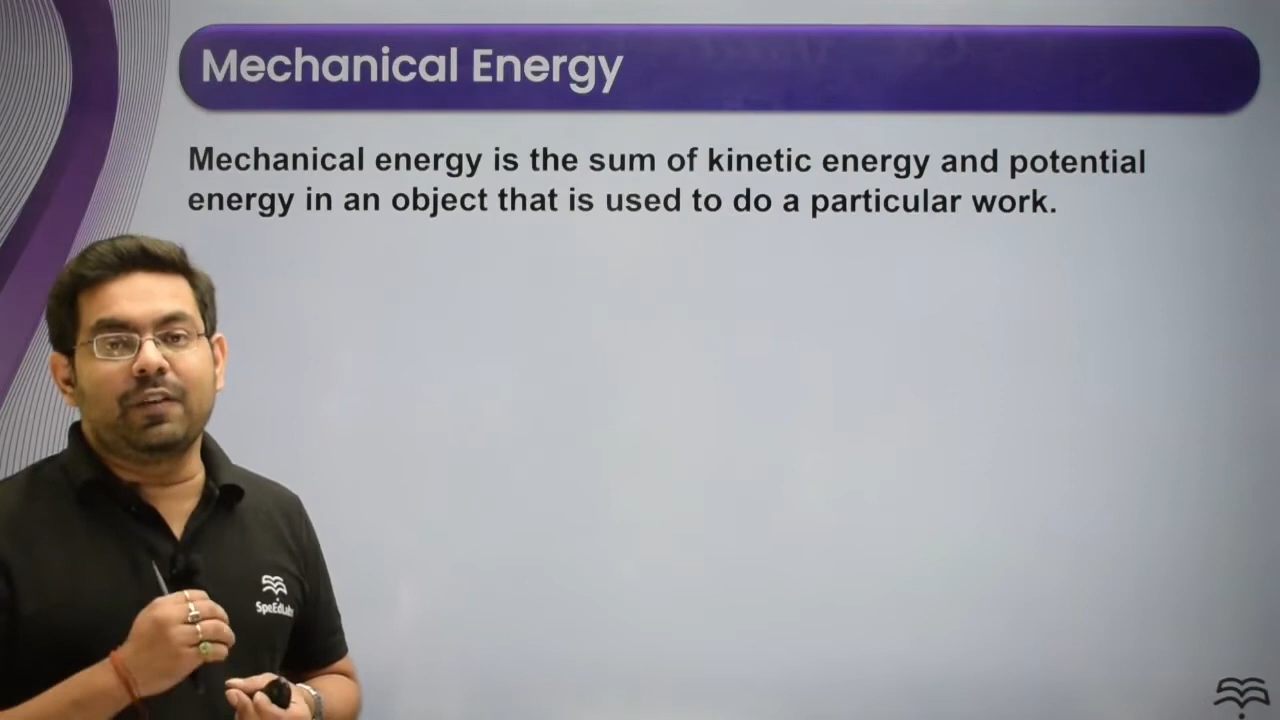 Mechanical Energy
Mechanical energy is the sum of kinetic energy and potential
energy in an object that is used to do a particular work.
SpeEdLabs